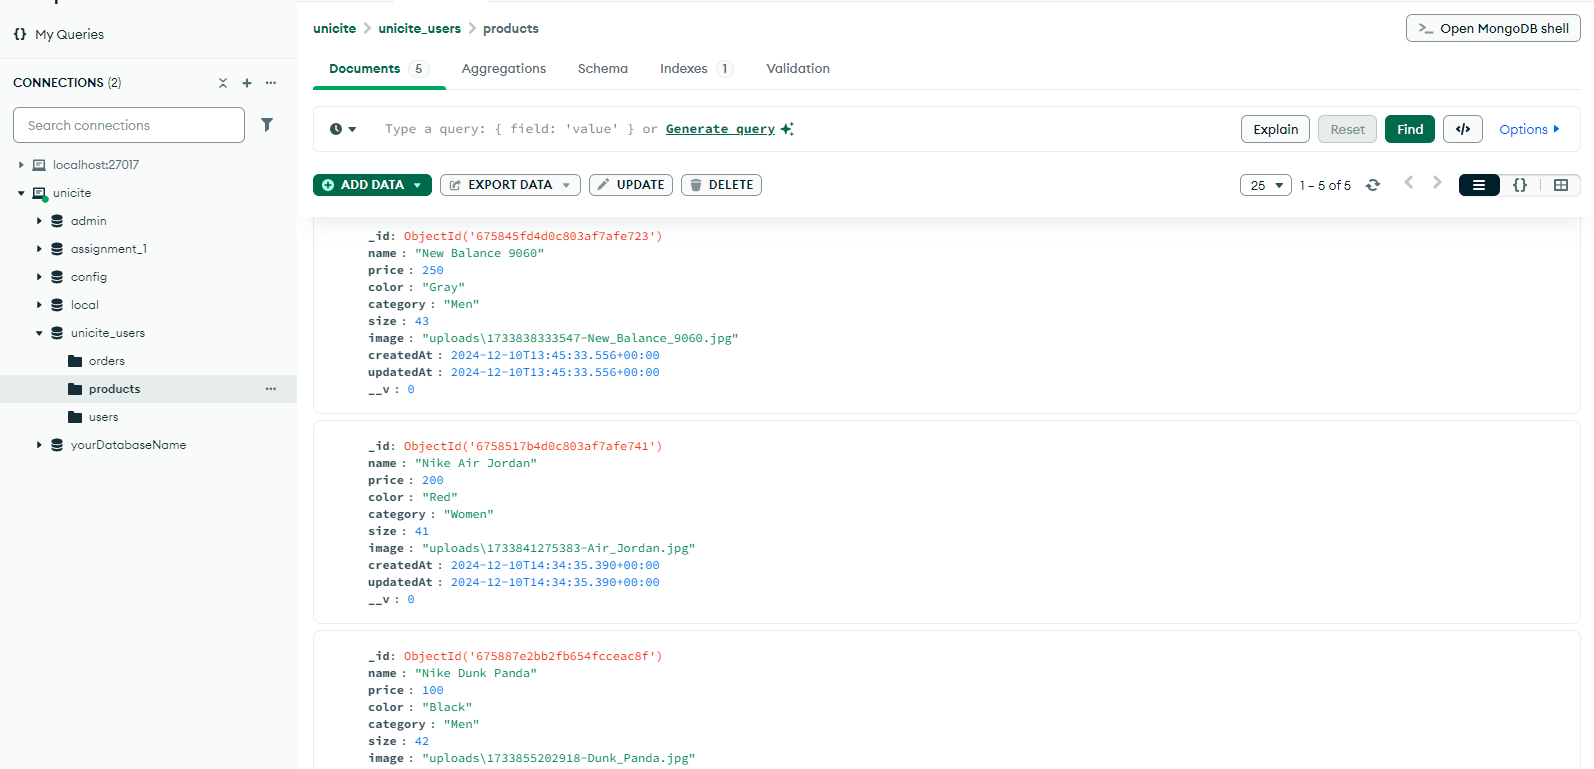 My Queries
CONNECTIONS (2)
Search connections
localhost:27017
unicite
admin
assignment_1
config
local
unicite_users
orders
products
users
yourDatabaseName
unicite > unicite_users > products
>_ Open MongoDB shell
Documents 5 Aggregations Schema Indexes 1 Validation
Type a query: { field: 'value' } or Generate query
Explain Reset Find </> Options
ADD DATA EXPORT DATA UPDATE DELETE
25 1 – 5 of 5 {}
_id: ObjectId('675845fd4d0c803af7afe723')
name : "New Balance 9060"
price : 250
color : "Gray"
category : "Men"
size : 43
image : "uploads\1733838333547-New_Balance_9060.jpg"
createdAt : 2024-12-10T13:45:33.556+00:00
updatedAt : 2024-12-10T13:45:33.556+00:00
__v : 0
_id: ObjectId('6758517b4d0c803af7afe741')
name : "Nike Air Jordan"
price : 200
color : "Red"
category : "Women"
size : 41
image : "uploads\1733841275383-Air_Jordan.jpg"
createdAt : 2024-12-10T14:34:35.390+00:00
updatedAt : 2024-12-10T14:34:35.390+00:00
__v : 0
_id: ObjectId('675887e2bb2fb654fcceac8f')
name : "Nike Dunk Panda"
price : 100
color : "Black"
category : "Men"
size : 42
image : "uploads\1733855202918-Dunk_Panda.jpg"